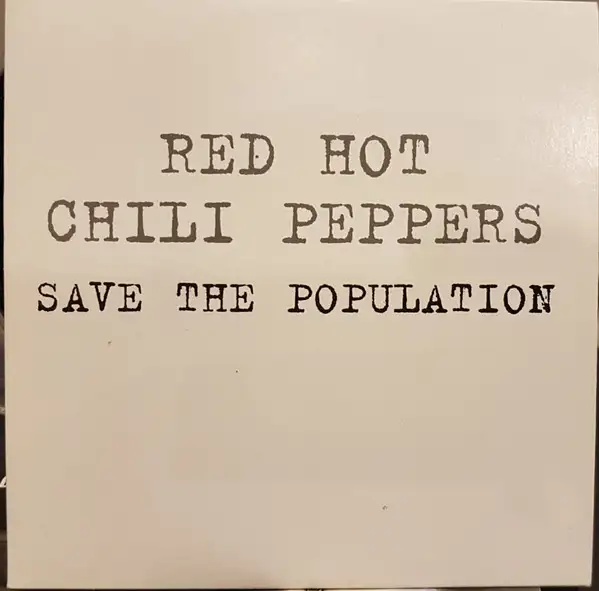 RED HOT
CHILI PEPPERS
SAVE THE POPULATION